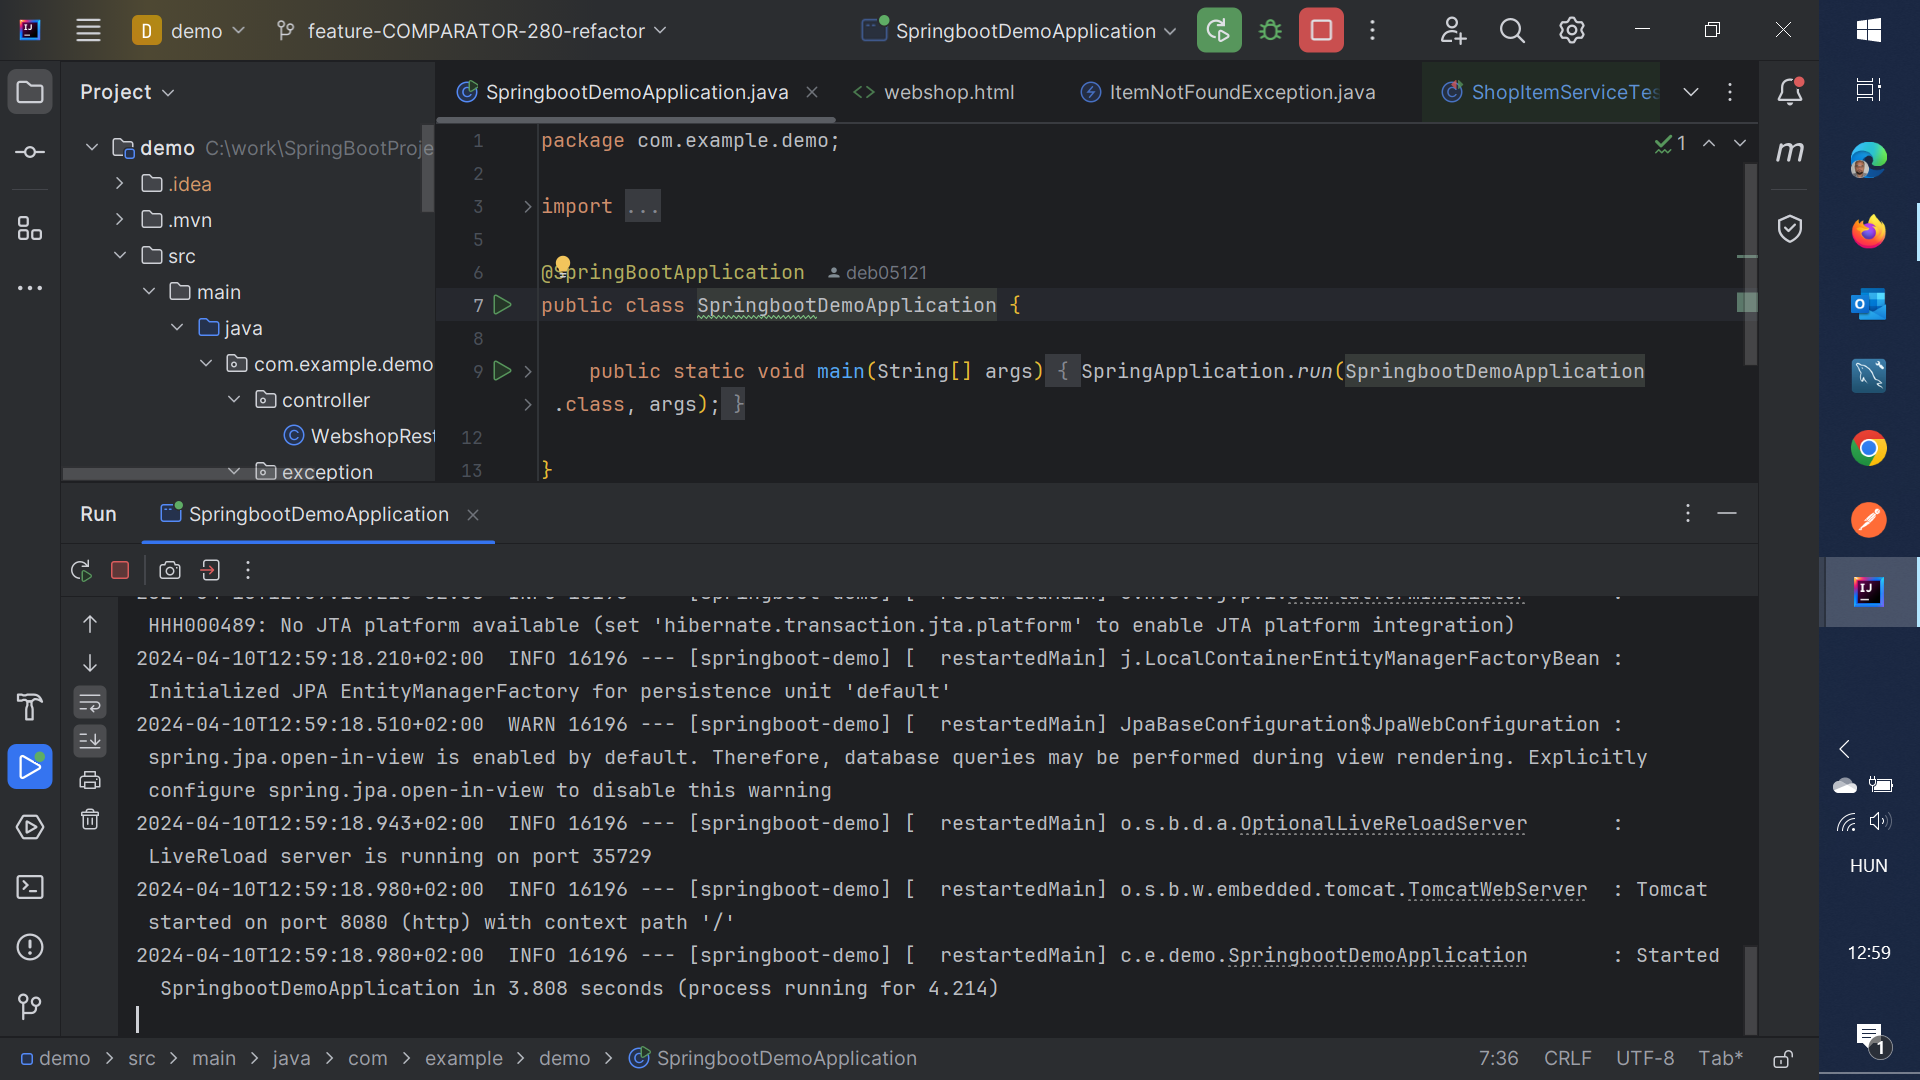 D demo feature-COMPARATOR-280-refactor SpringbootDemoApplication
Project
SpringbootDemoApplication.java
webshop.html
ItemNotFoundException.java
ShopItemServiceTes
demo C:\work\SpringBootProje
.idea
.mvn
src
main
java
com.example.demo
controller
WebshopRest
exception
1 package com.example.demo;
2
3 import ...
5
6 @SpringBootApplication deb05121
7 public class SpringbootDemoApplication {
8
9 public static void main(String[] args) { SpringApplication.run(SpringbootDemoApplication
.class, args); }
12
13 }
1
Run SpringbootDemoApplication
HHH000489: No JTA platform available (set 'hibernate.transaction.jta.platform' to enable JTA platform integration)
2024-04-10T12:59:18.210+02:00 INFO 16196 --- [springboot-demo] [ restartedMain] j.LocalContainerEntityManagerFactoryBean :
Initialized JPA EntityManagerFactory for persistence unit 'default'
2024-04-10T12:59:18.510+02:00 WARN 16196 --- [springboot-demo] [ restartedMain] JpaBaseConfiguration$JpaWebConfiguration :
spring.jpa.open-in-view is enabled by default. Therefore, database queries may be performed during view rendering. Explicitly
configure spring.jpa.open-in-view to disable this warning
2024-04-10T12:59:18.943+02:00 INFO 16196 --- [springboot-demo] [ restartedMain] o.s.b.d.a.OptionalLiveReloadServer :
LiveReload server is running on port 35729
2024-04-10T12:59:18.980+02:00 INFO 16196 --- [springboot-demo] [ restartedMain] o.s.b.w.embedded.tomcat.TomcatWebServer : Tomcat
started on port 8080 (http) with context path '/'
2024-04-10T12:59:18.980+02:00 INFO 16196 --- [springboot-demo] [ restartedMain] c.e.demo.SpringbootDemoApplication : Started
SpringbootDemoApplication in 3.808 seconds (process running for 4.214)
demo > src > main > java > com > example > demo > SpringbootDemoApplication
7:36 CRLF UTF-8 Tab*
HUN
12:59
1